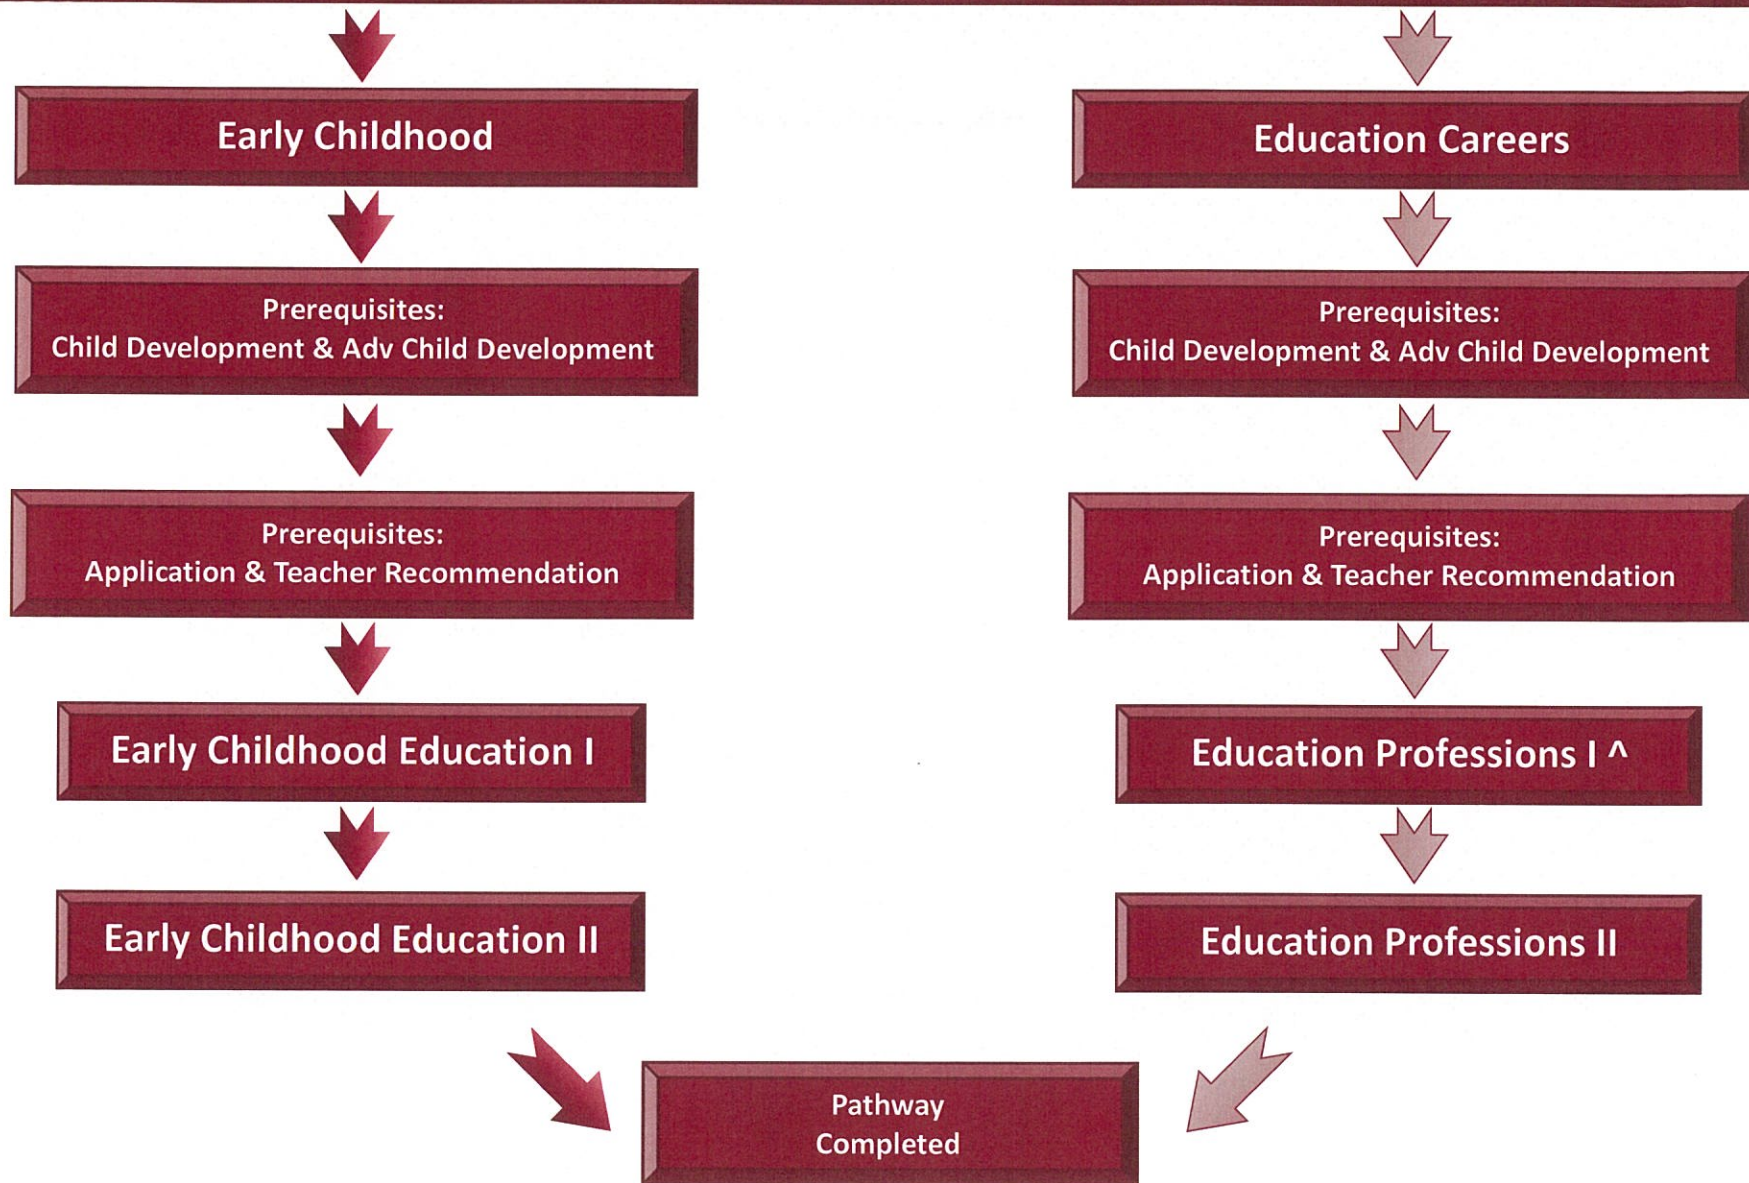 Early Childhood
Prerequisites:
Child Development & Adv Child Development
Prerequisites:
Application & Teacher Recommendation
Early Childhood Education I
Early Childhood Education II
Education Careers
Prerequisites:
Child Development & Adv Child Development
Prerequisites:
Application & Teacher Recommendation
Education Professions I ^
Education Professions II
Pathway
Completed